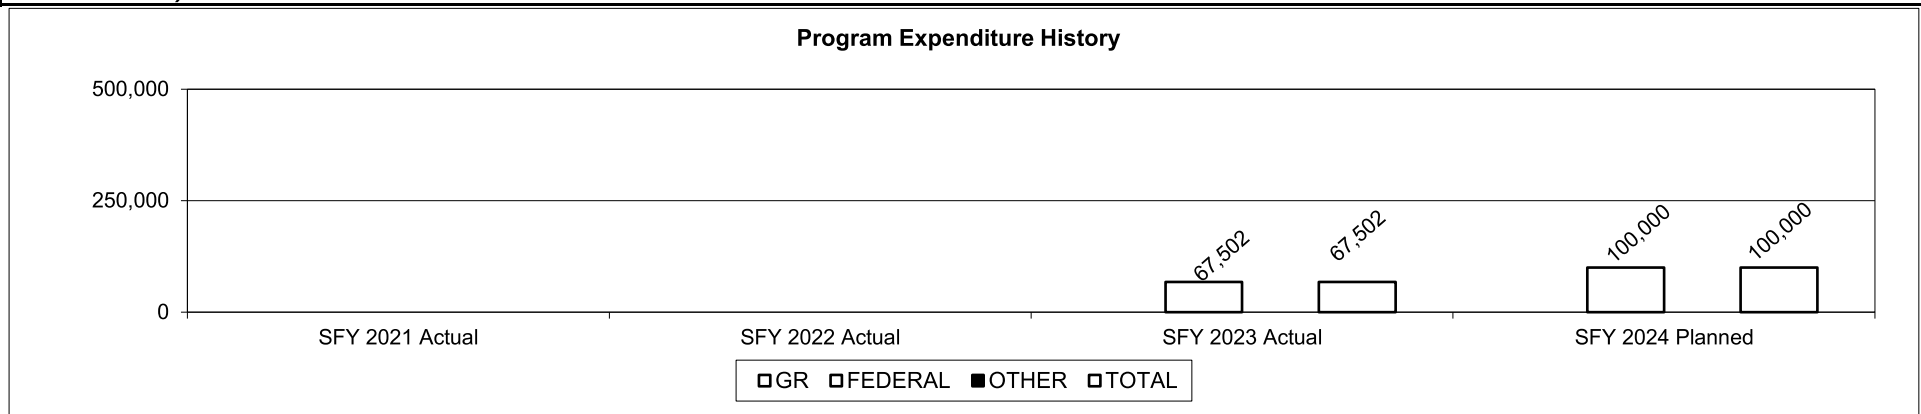 Program Expenditure History
500,000
250,000
0
67,502
67,502
100,000
100,000
SFY 2021 Actual
SFY 2022 Actual
SFY 2023 Actual
SFY 2024 Planned
GR FEDERAL OTHER TOTAL